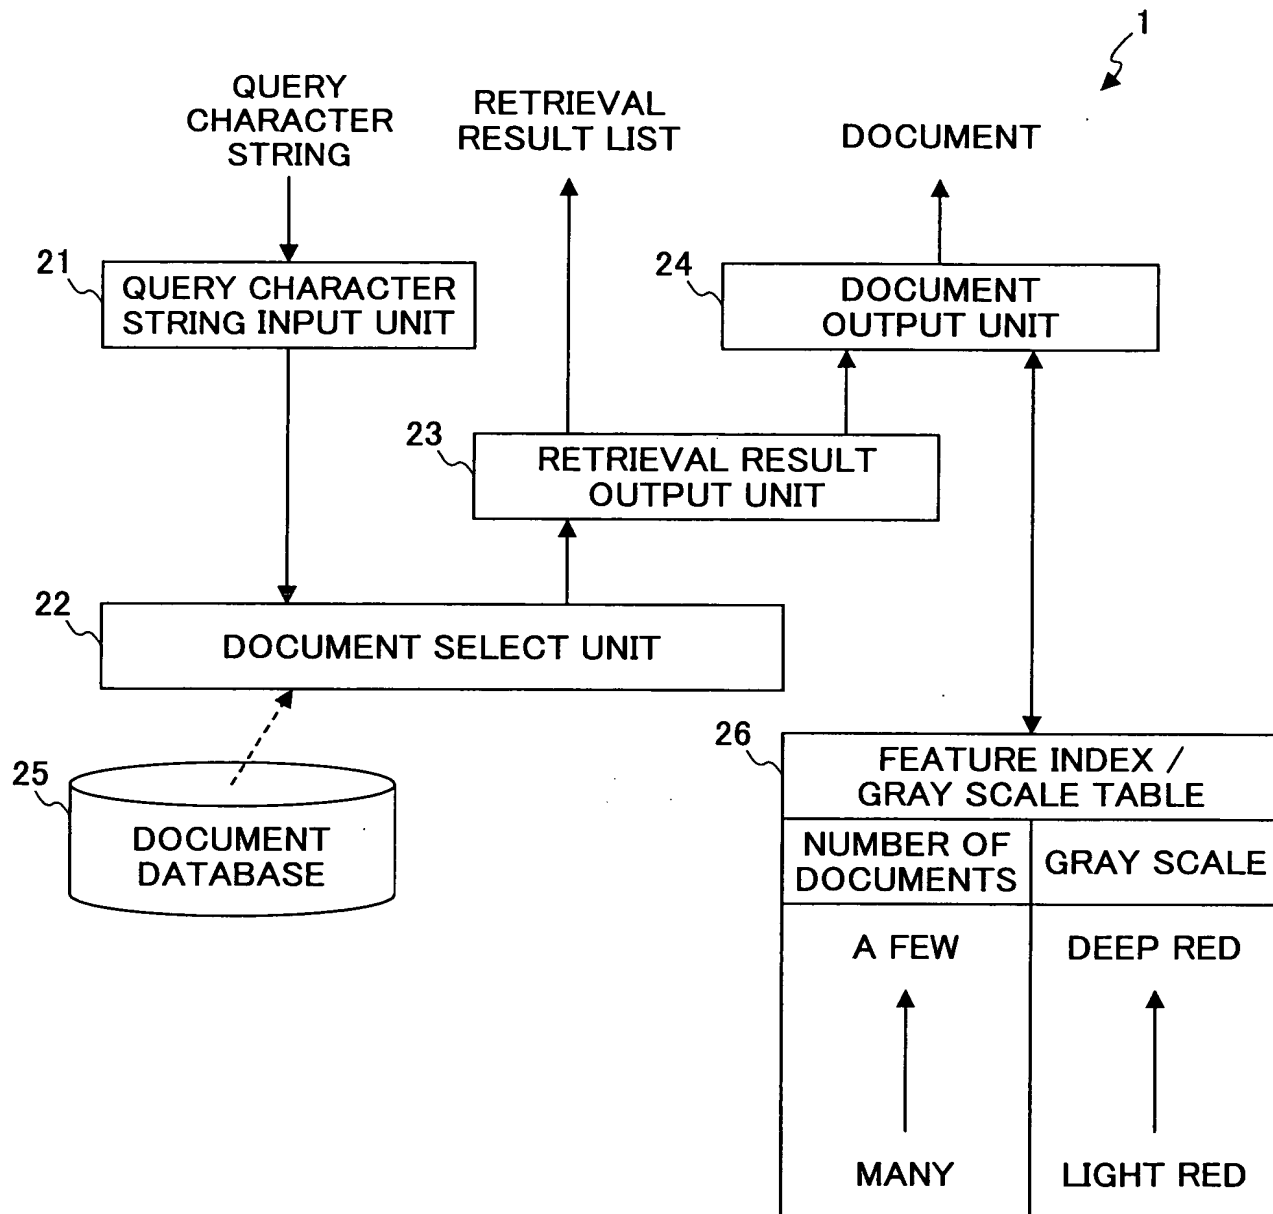 1
QUERY
CHARACTER
STRING
RETRIEVAL
RESULT LIST
DOCUMENT
21
QUERY CHARACTER
STRING INPUT UNIT
24
DOCUMENT
OUTPUT UNIT
23
RETRIEVAL RESULT
OUTPUT UNIT
22
DOCUMENT SELECT UNIT
25
DOCUMENT
DATABASE
26
FEATURE INDEX /
GRAY SCALE TABLE
NUMBER OF
DOCUMENTS
GRAY SCALE
A FEW
DEEP RED
MANY
LIGHT RED